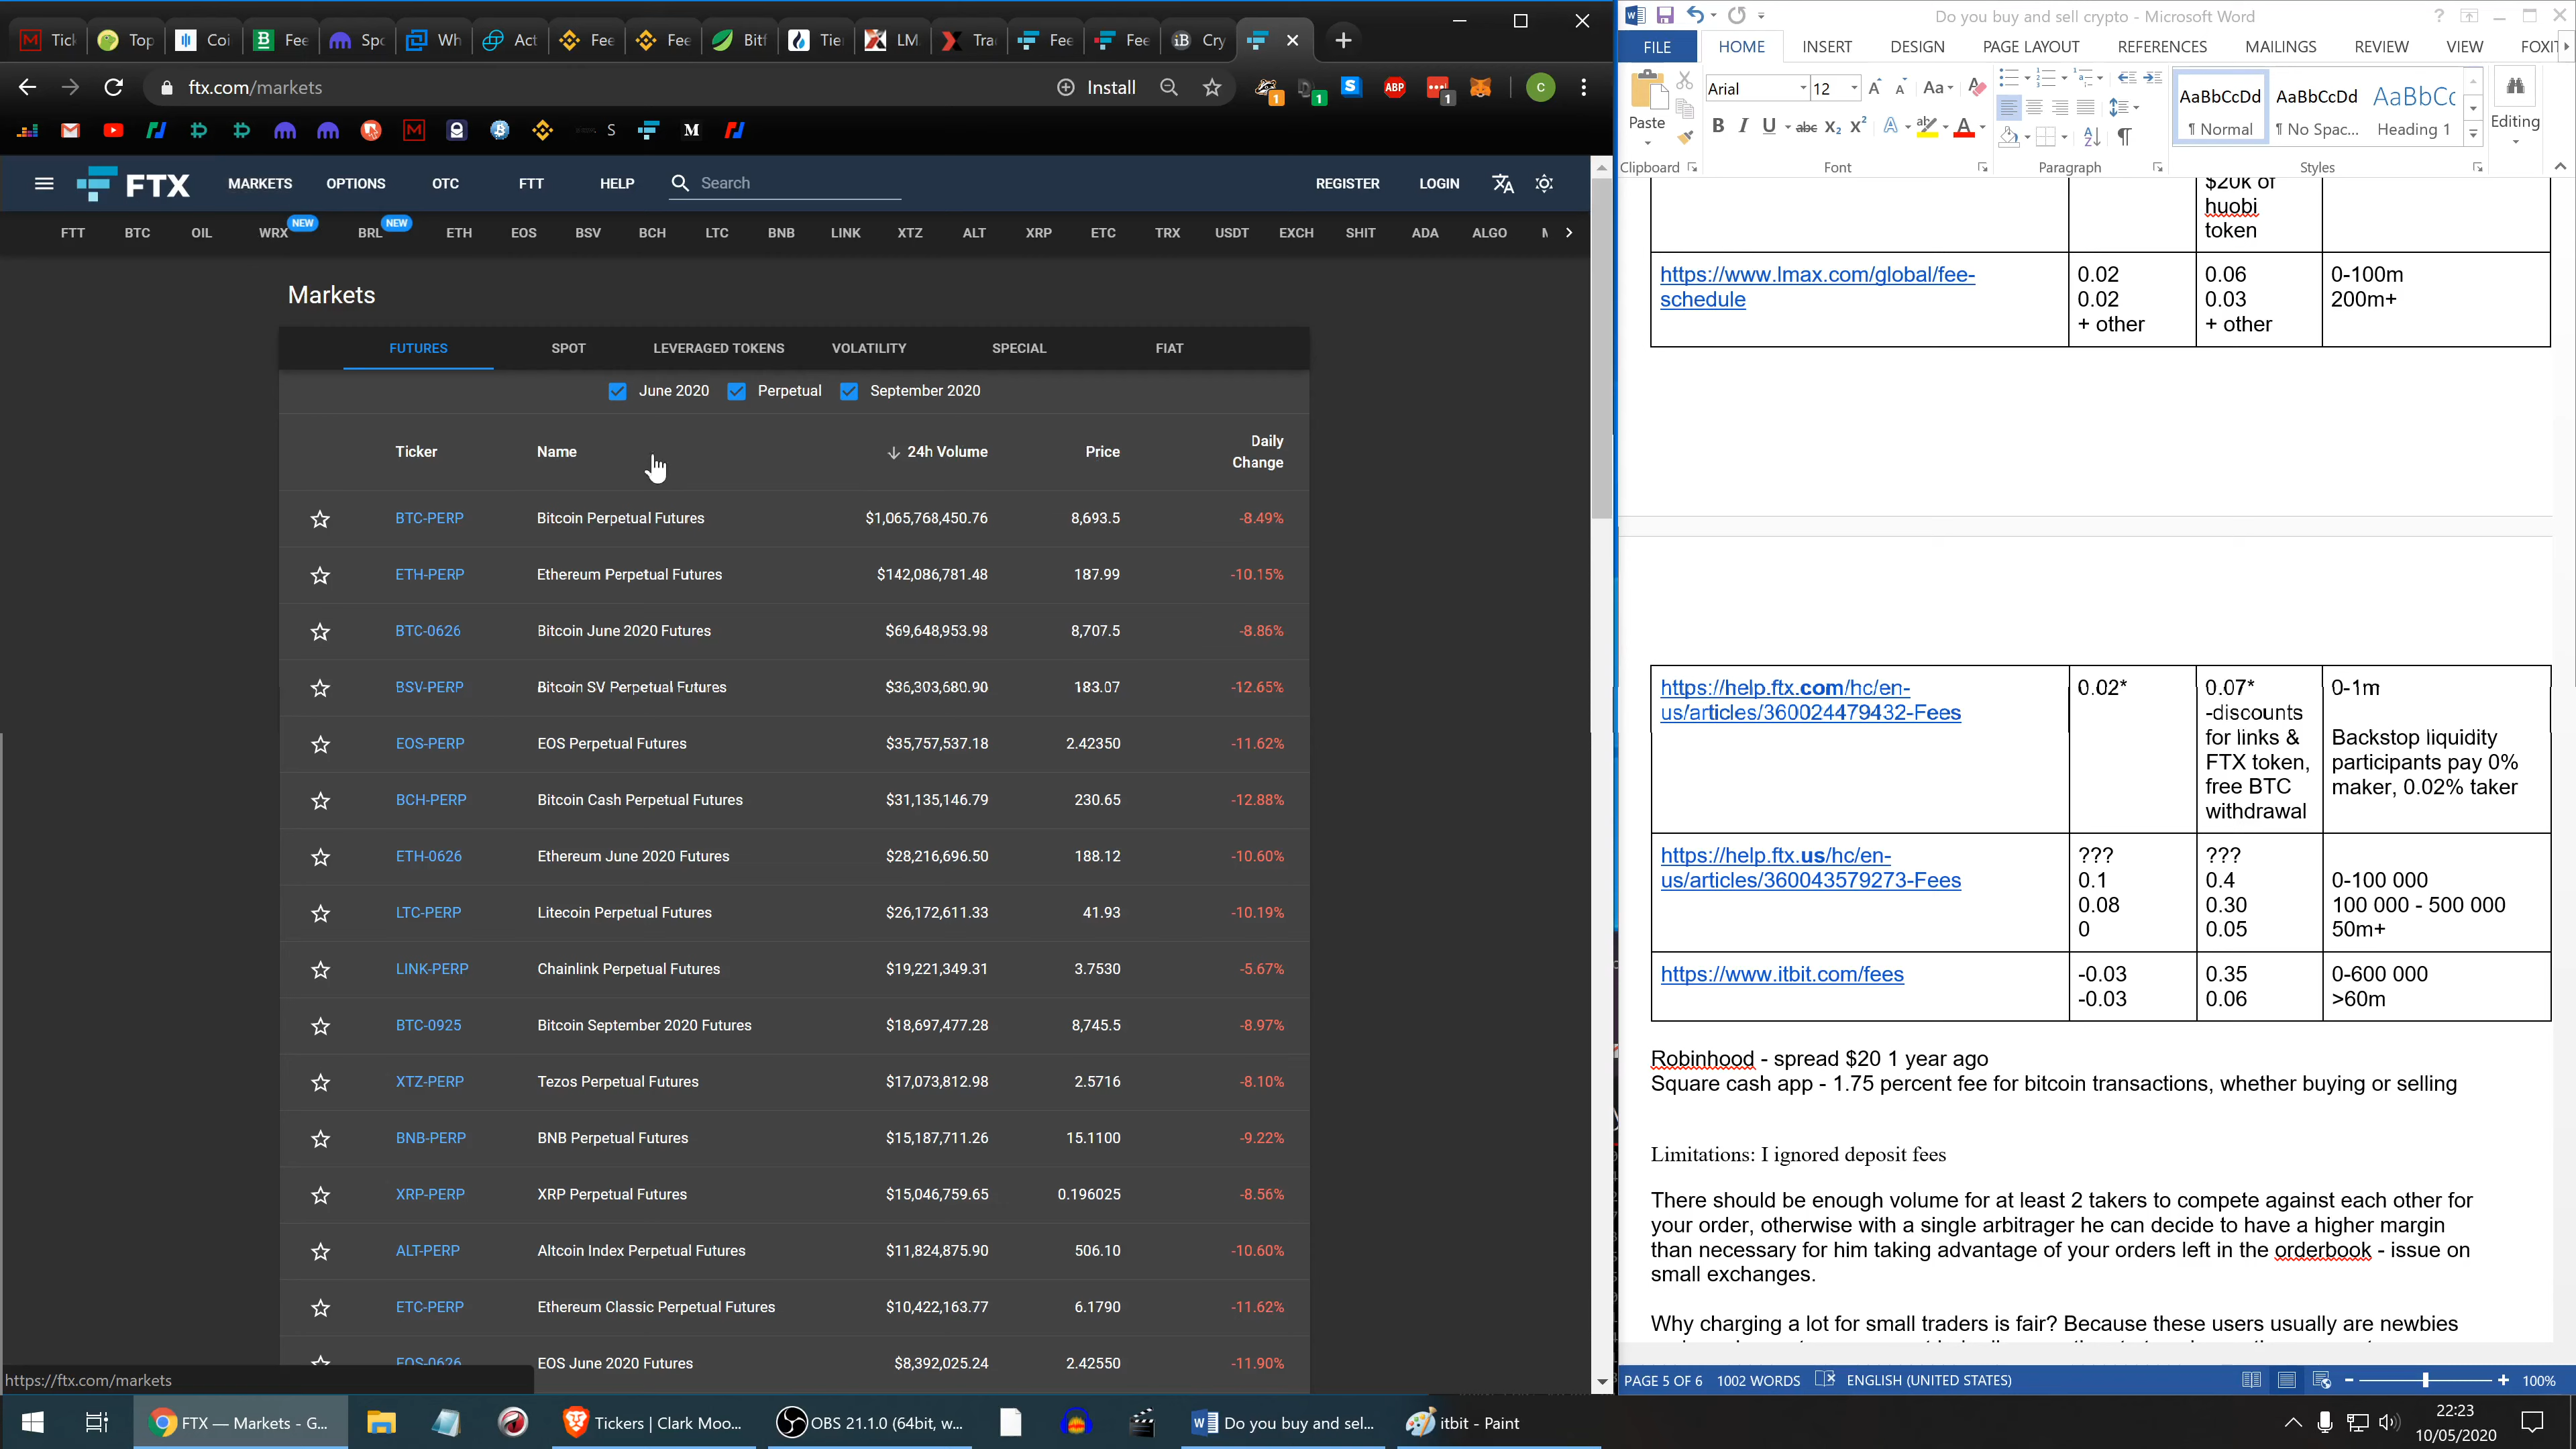 Tick
Top
Coi
Fee
Spo
Wh
Act
Fee
Fee
Bitf
Tie
LM
Tra
Fee
Fee
Cry
ftx.com/markets
Install
FTX
MARKETS
OPTIONS
OTC
FTT
HELP
Search
REGISTER
LOGIN
FTT BTC OIL WRX NEW BRL NEW ETH EOS BSV BCH LTC BNB LINK XTZ ALT XRP ETC TRX USDT EXCH SHIT ADA ALGO
Markets
FUTURES SPOT LEVERAGED TOKENS VOLATILITY SPECIAL FIAT
June 2020 Perpetual September 2020
Ticker Name 24h Volume Price Daily Change
BTC-PERP Bitcoin Perpetual Futures $1,065,768,450.76 8,693.5 -8.49%
ETH-PERP Ethereum Perpetual Futures $142,086,781.48 187.99 -10.15%
BTC-0626 Bitcoin June 2020 Futures $69,648,953.98 8,707.5 -8.86%
BSV-PERP Bitcoin SV Perpetual Futures $36,303,680.90 183.07 -12.65%
EOS-PERP EOS Perpetual Futures $35,757,537.18 2.42350 -11.62%
BCH-PERP Bitcoin Cash Perpetual Futures $31,135,146.79 230.65 -12.88%
ETH-0626 Ethereum June 2020 Futures $28,216,696.50 188.12 -10.60%
LTC-PERP Litecoin Perpetual Futures $26,172,611.33 41.93 -10.19%
LINK-PERP Chainlink Perpetual Futures $19,221,349.31 3.7530 -5.67%
BTC-0925 Bitcoin September 2020 Futures $18,697,477.28 8,745.5 -8.97%
XTZ-PERP Tezos Perpetual Futures $17,073,812.98 2.5716 -8.10%
BNB-PERP BNB Perpetual Futures $15,187,711.26 15.1100 -9.22%
XRP-PERP XRP Perpetual Futures $15,046,759.65 0.196025 -8.56%
ALT-PERP Altcoin Index Perpetual Futures $11,824,875.90 506.10 -10.60%
ETC-PERP Ethereum Classic Perpetual Futures $10,422,163.77 6.1790 -11.62%
EOS-0626 EOS June 2020 Futures $8,392,025.24 2.42550 -11.90%
https://ftx.com/markets
Do you buy and sell crypto - Microsoft Word
FILE HOME INSERT DESIGN PAGE LAYOUT REFERENCES MAILINGS REVIEW VIEW FOXIT
Paste
Arial 12
AaBbCcDd AaBbCcDd AaBbCc
¶ Normal ¶ No Spac... Heading 1
Editing
Clipboard Font Paragraph Styles
$20k of
huobi
token
https://www.lmax.com/global/fee-
schedule
0.02
0.02
+ other
0.06
0.03
+ other
0-100m
200m+
https://help.ftx.com/hc/en-
us/articles/360024479432-Fees
0.02*
0.07*
-discounts
for links &
FTX token,
free BTC
withdrawal
0-1m
Backstop liquidity
participants pay 0%
maker, 0.02% taker
https://help.ftx.us/hc/en-
us/articles/360043579273-Fees
???
0.1
0.08
0
???
0.4
0.30
0.05
0-100 000
100 000 - 500 000
50m+
https://www.itbit.com/fees
-0.03
-0.03
0.35
0.06
0-600 000
>60m
Robinhood - spread $20 1 year ago
Square cash app - 1.75 percent fee for bitcoin transactions, whether buying or selling
Limitations: I ignored deposit fees
There should be enough volume for at least 2 takers to compete against each other for
your order, otherwise with a single arbitrager he can decide to have a higher margin
than necessary for him taking advantage of your orders left in the orderbook - issue on
small exchanges.
Why charging a lot for small traders is fair? Because these users usually are newbies
PAGE 5 OF 6 1002 WORDS ENGLISH (UNITED STATES) 100%
FTX — Markets - G...
Tickers | Clark Moo...
OBS 21.1.0 (64bit, w...
Do you buy and sel...
itbit - Paint
22:23
10/05/2020